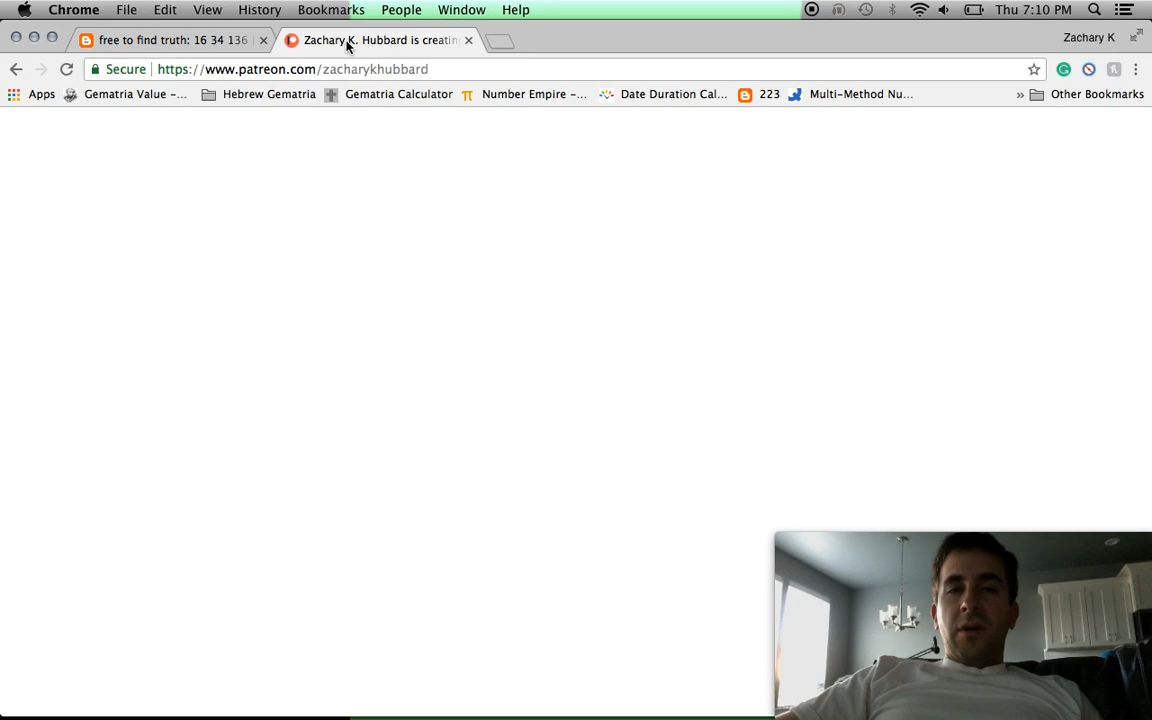 Chrome File Edit View History Bookmarks People Window Help Thu 7:10 PM
free to find truth: 16 34 136 Zachary K. Hubbard is creatin Zachary K
Secure https://www.patreon.com/zacharykhubbard
Apps Gematria Value -... Hebrew Gematria Gematria Calculator π Number Empire -... Date Duration Cal... 223 Multi-Method Nu... » Other Bookmarks